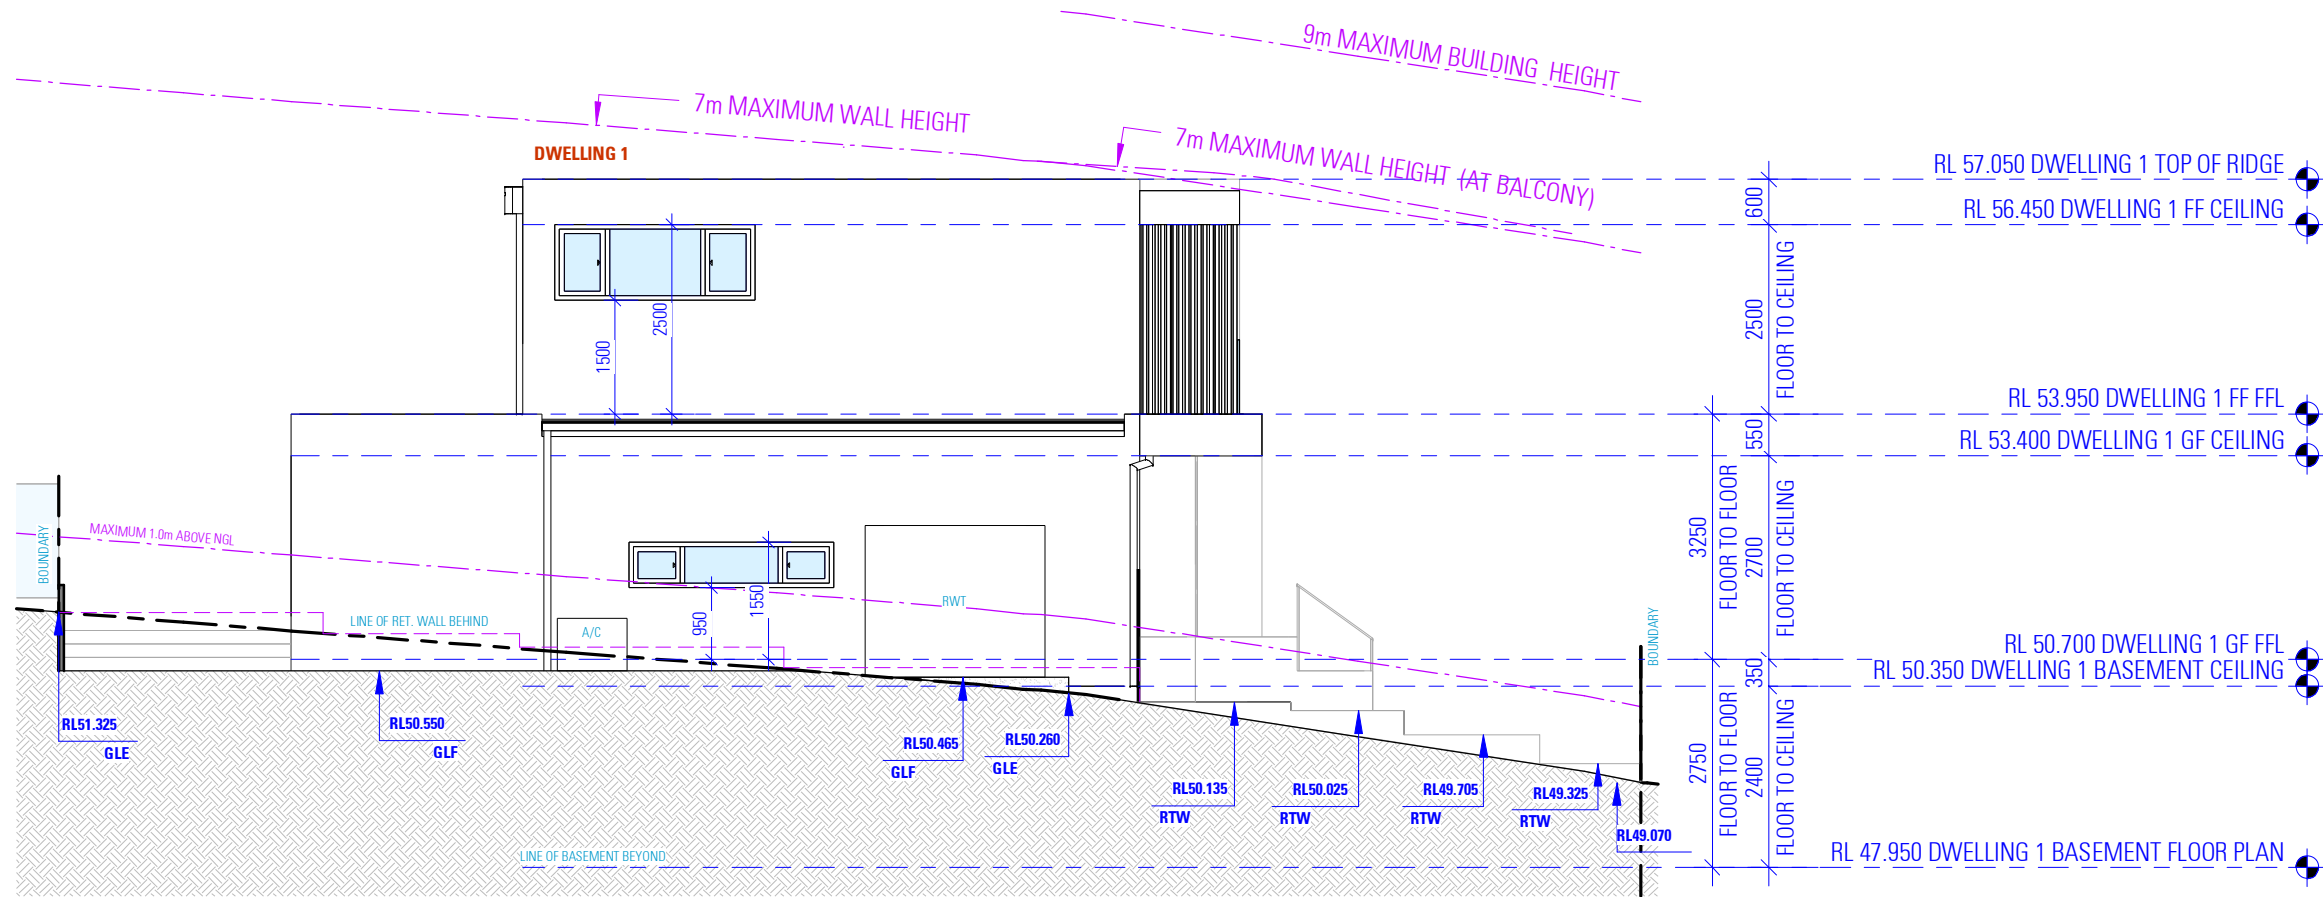 9m MAXIMUM BUILDING HEIGHT
7m MAXIMUM WALL HEIGHT
7m MAXIMUM WALL HEIGHT (AT BALCONY)
DWELLING 1
RL 57.050 DWELLING 1 TOP OF RIDGE
600
RL 56.450 DWELLING 1 FF CEILING
2500
FLOOR TO CEILING
1500
2500
RL 53.950 DWELLING 1 FF FFL
550
RL 53.400 DWELLING 1 GF CEILING
3250
FLOOR TO FLOOR
2700
FLOOR TO CEILING
BOUNDARY
MAXIMUM 1.0m ABOVE NGL
LINE OF RET. WALL BEHIND
A/C
950
1550
RWT
BOUNDARY
RL 50.700 DWELLING 1 GF FFL
350
RL 50.350 DWELLING 1 BASEMENT CEILING
RL51.325
GLE
RL50.550
GLF
RL50.465
GLF
RL50.260
GLE
RL50.135
RTW
RL50.025
RTW
RL49.705
RTW
RL49.325
RTW
RL49.070
2750
FLOOR TO FLOOR
2400
FLOOR TO CEILING
LINE OF BASEMENT BEYOND
RL 47.950 DWELLING 1 BASEMENT FLOOR PLAN